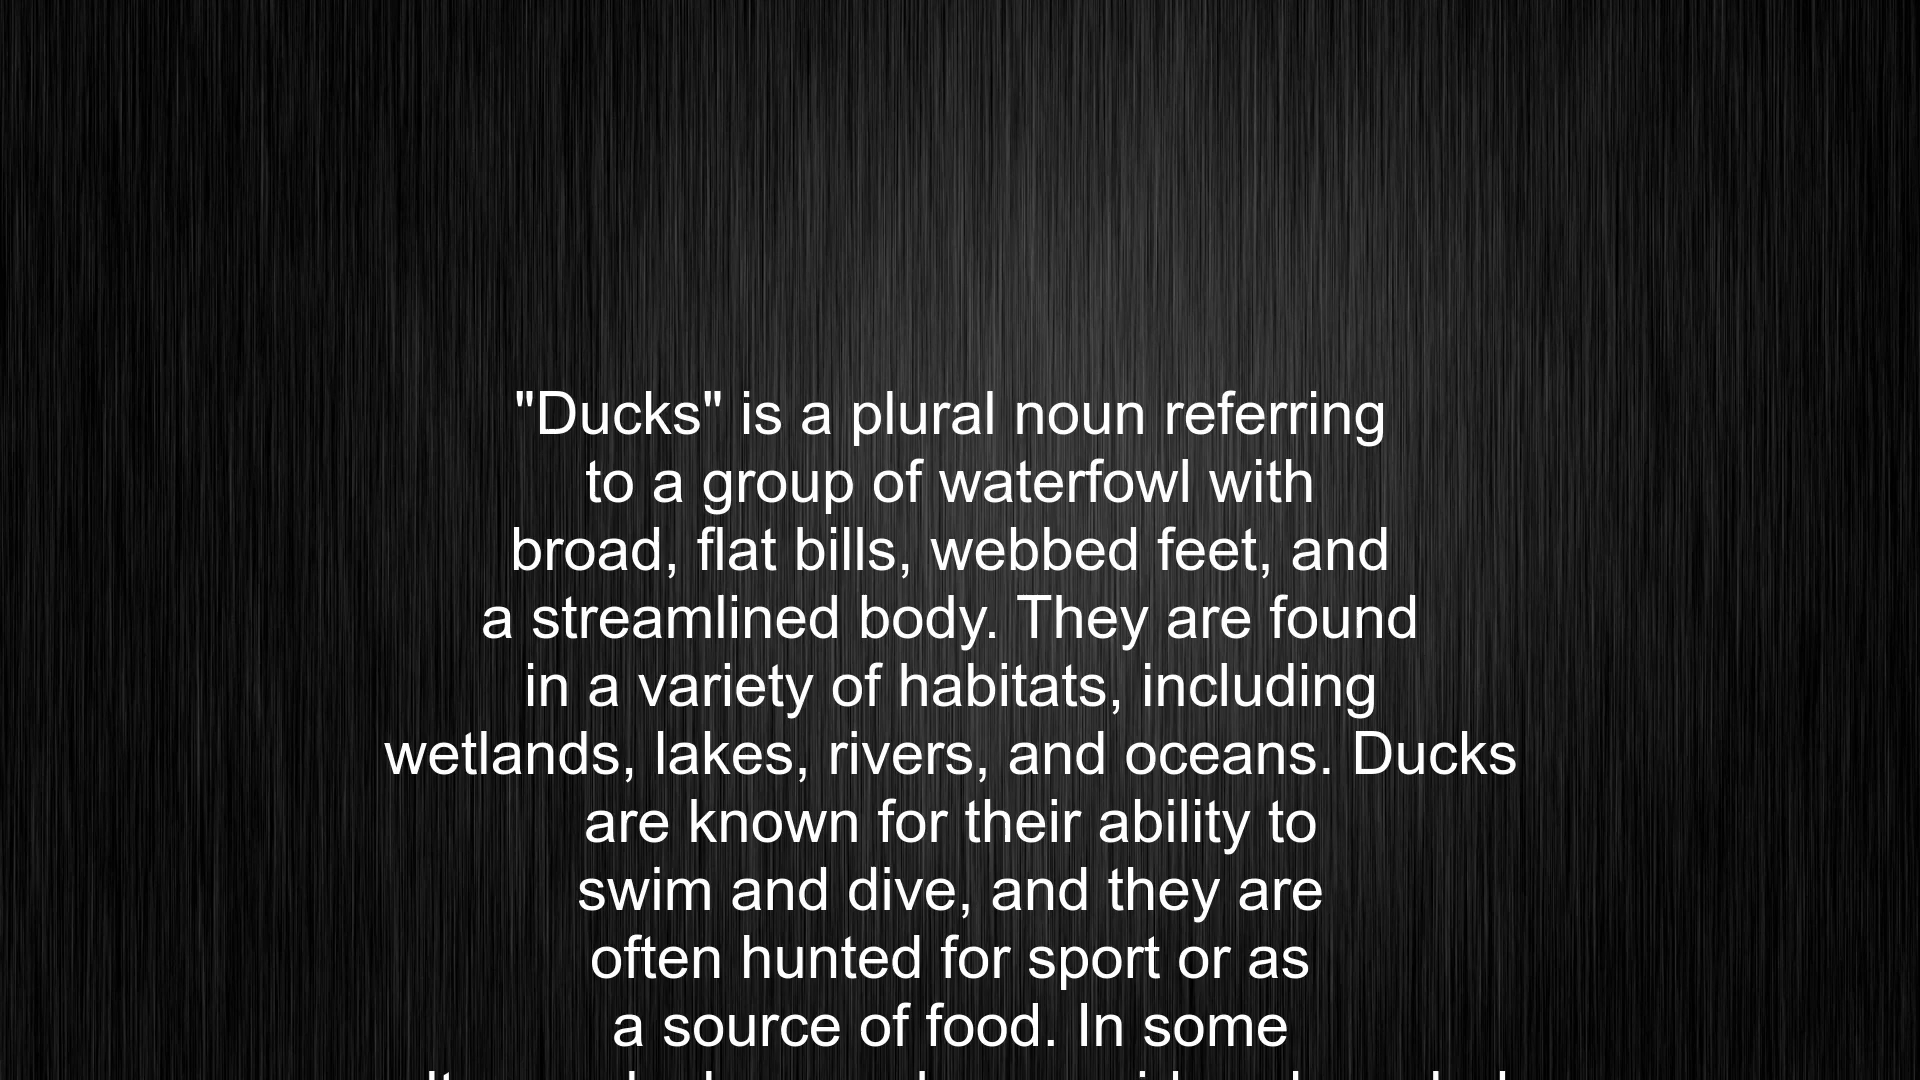 "Ducks" is a plural noun referring
to a group of waterfowl with
broad, flat bills, webbed feet, and
a streamlined body. They are found
in a variety of habitats, including
wetlands, lakes, rivers, and oceans. Ducks
are known for their ability to
swim and dive, and they are
often hunted for sport or as
a source of food. In some